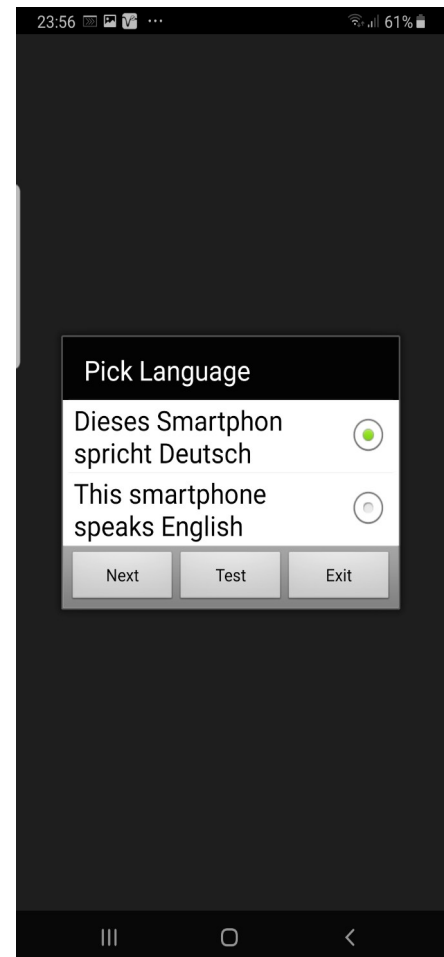 23:56 61%
Pick Language
Dieses Smartphon
spricht Deutsch
This smartphone
speaks English
Next Test Exit